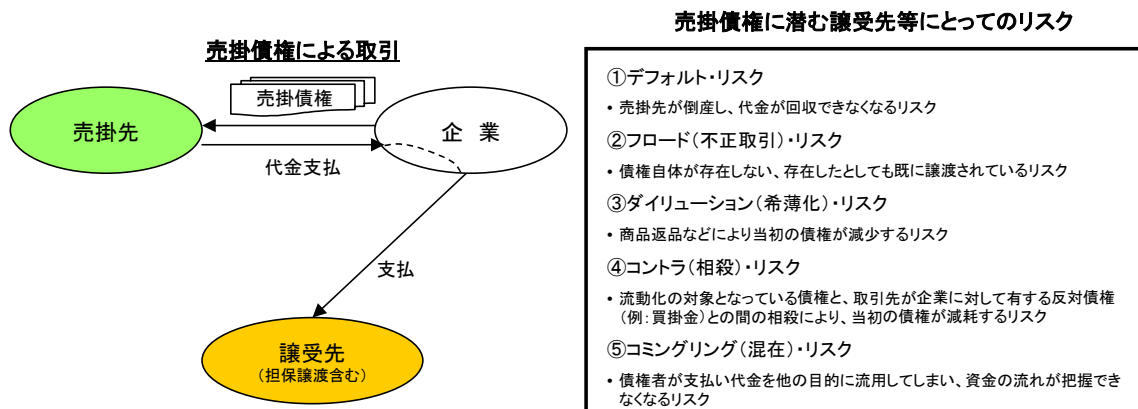 売掛債権に潜む譲受先等にとってのリスク
売掛債権による取引
売掛債権
売掛先
企　業
代金支払
支払
譲受先
(担保譲渡含む)
①デフォルト・リスク
・売掛先が倒産し、代金が回収できなくなるリスク
②フロード(不正取引)・リスク
・債権自体が存在しない、存在したとしても既に譲渡されているリスク
③ダイリューション(希薄化)・リスク
・商品返品などにより当初の債権が減少するリスク
④コントラ(相殺)・リスク
・流動化の対象となっている債権と、取引先が企業に対して有する反対債権
(例:買掛金)との間の相殺により、当初の債権が減耗するリスク
⑤コミングリング(混在)・リスク
・債権者が支払い代金を他の目的に流用してしまい、資金の流れが把握でき
なくなるリスク